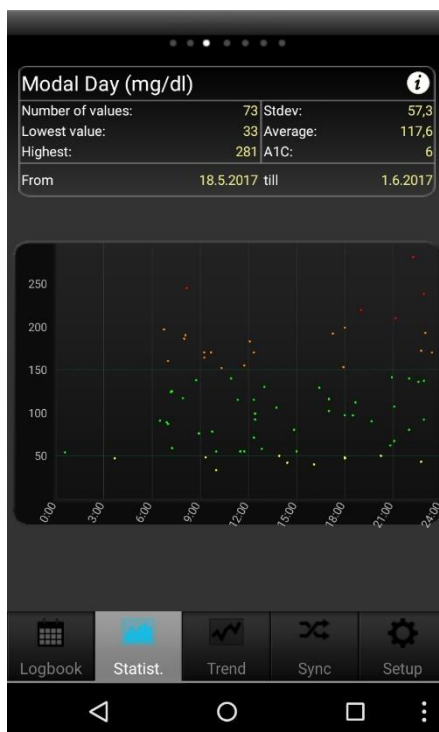 Modal Day (mg/dl) i
Number of values: 73 Stdev: 57,3
Lowest value: 33 Average: 117,6
Highest: 281 A1C: 6
From 18.5.2017 till 1.6.2017
250
200
150
100
50
0:00 3:00 6:00 9:00 12:00 15:00 18:00 21:00 24:00
Logbook Statist. Trend Sync Setup